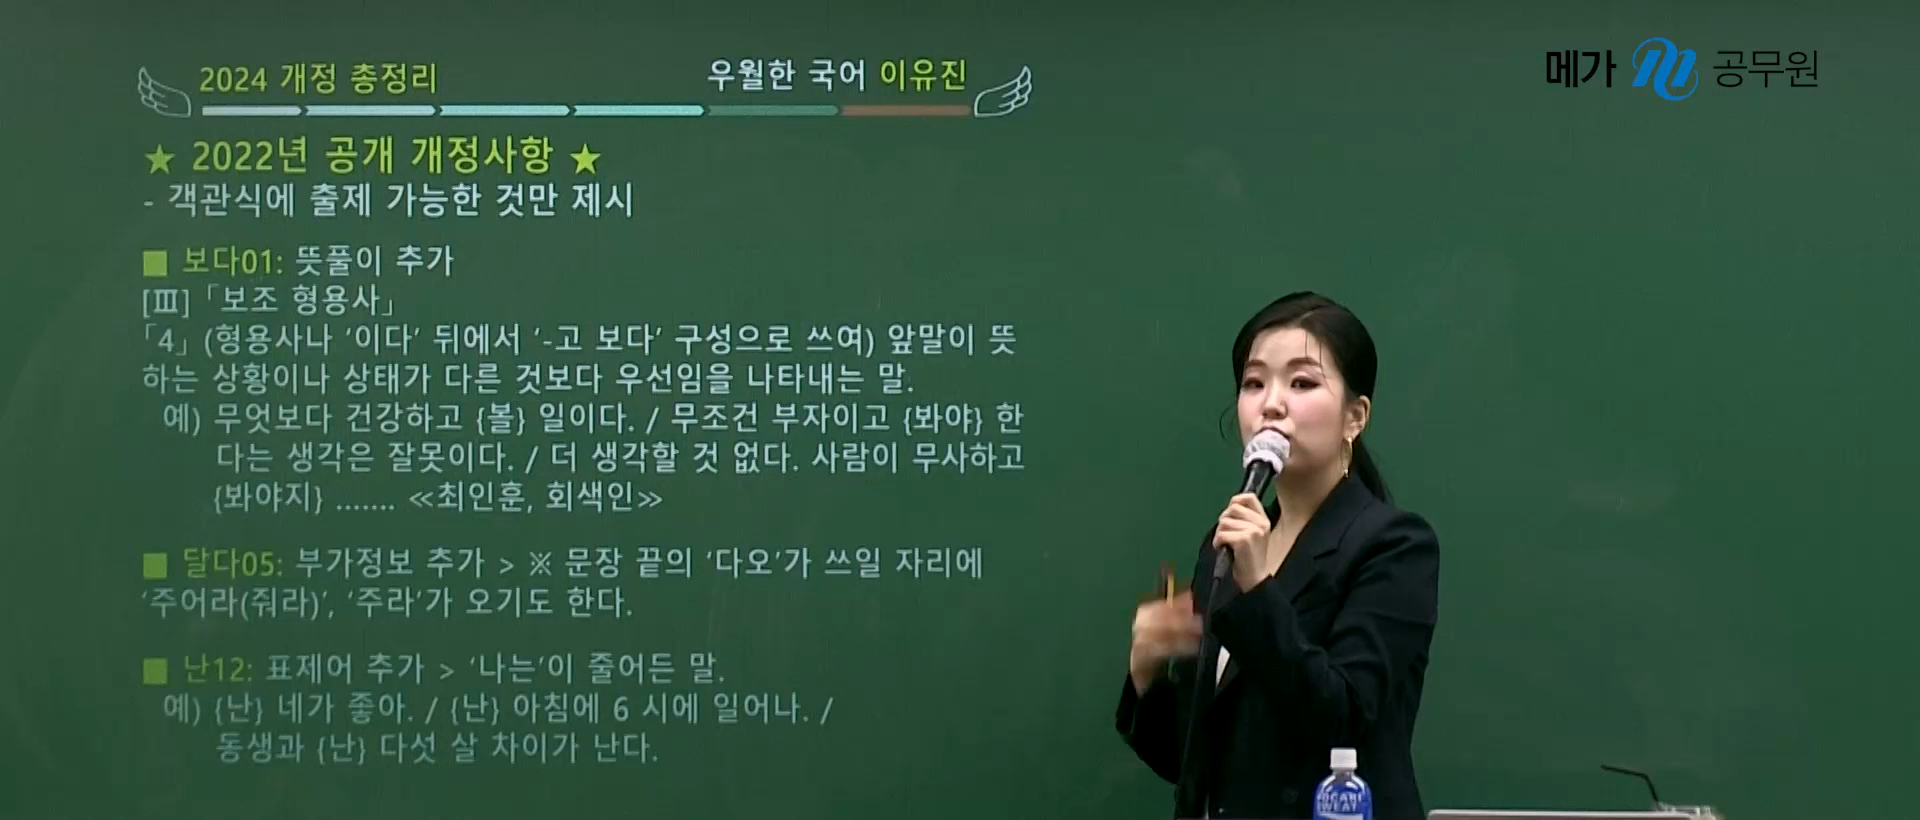 2024 개정 총정리
우월한 국어 이유진
메가 공무원
★ 2022년 공개 개정사항 ★
- 객관식에 출제 가능한 것만 제시
■ 보다01: 뜻풀이 추가
[Ⅲ]「보조 형용사」
「4」(형용사나 ‘이다’ 뒤에서 ‘-고 보다’ 구성으로 쓰여) 앞말이 뜻
하는 상황이나 상태가 다른 것보다 우선임을 나타내는 말.
예) 무엇보다 건강하고 {볼} 일이다. / 무조건 부자이고 {봐야} 한
다는 생각은 잘못이다. / 더 생각할 것 없다. 사람이 무사하고
{봐야지} ....... ≪최인훈, 회색인≫
■ 달다05: 부가정보 추가 > ※ 문장 끝의 ‘다오’가 쓰일 자리에
‘주어라(줘라)’, ‘주라’가 오기도 한다.
■ 난12: 표제어 추가 > ‘나는’이 줄어든 말.
예) {난} 네가 좋아. / {난} 아침에 6 시에 일어나. /
동생과 {난} 다섯 살 차이가 난다.
POCARI
SWEAT